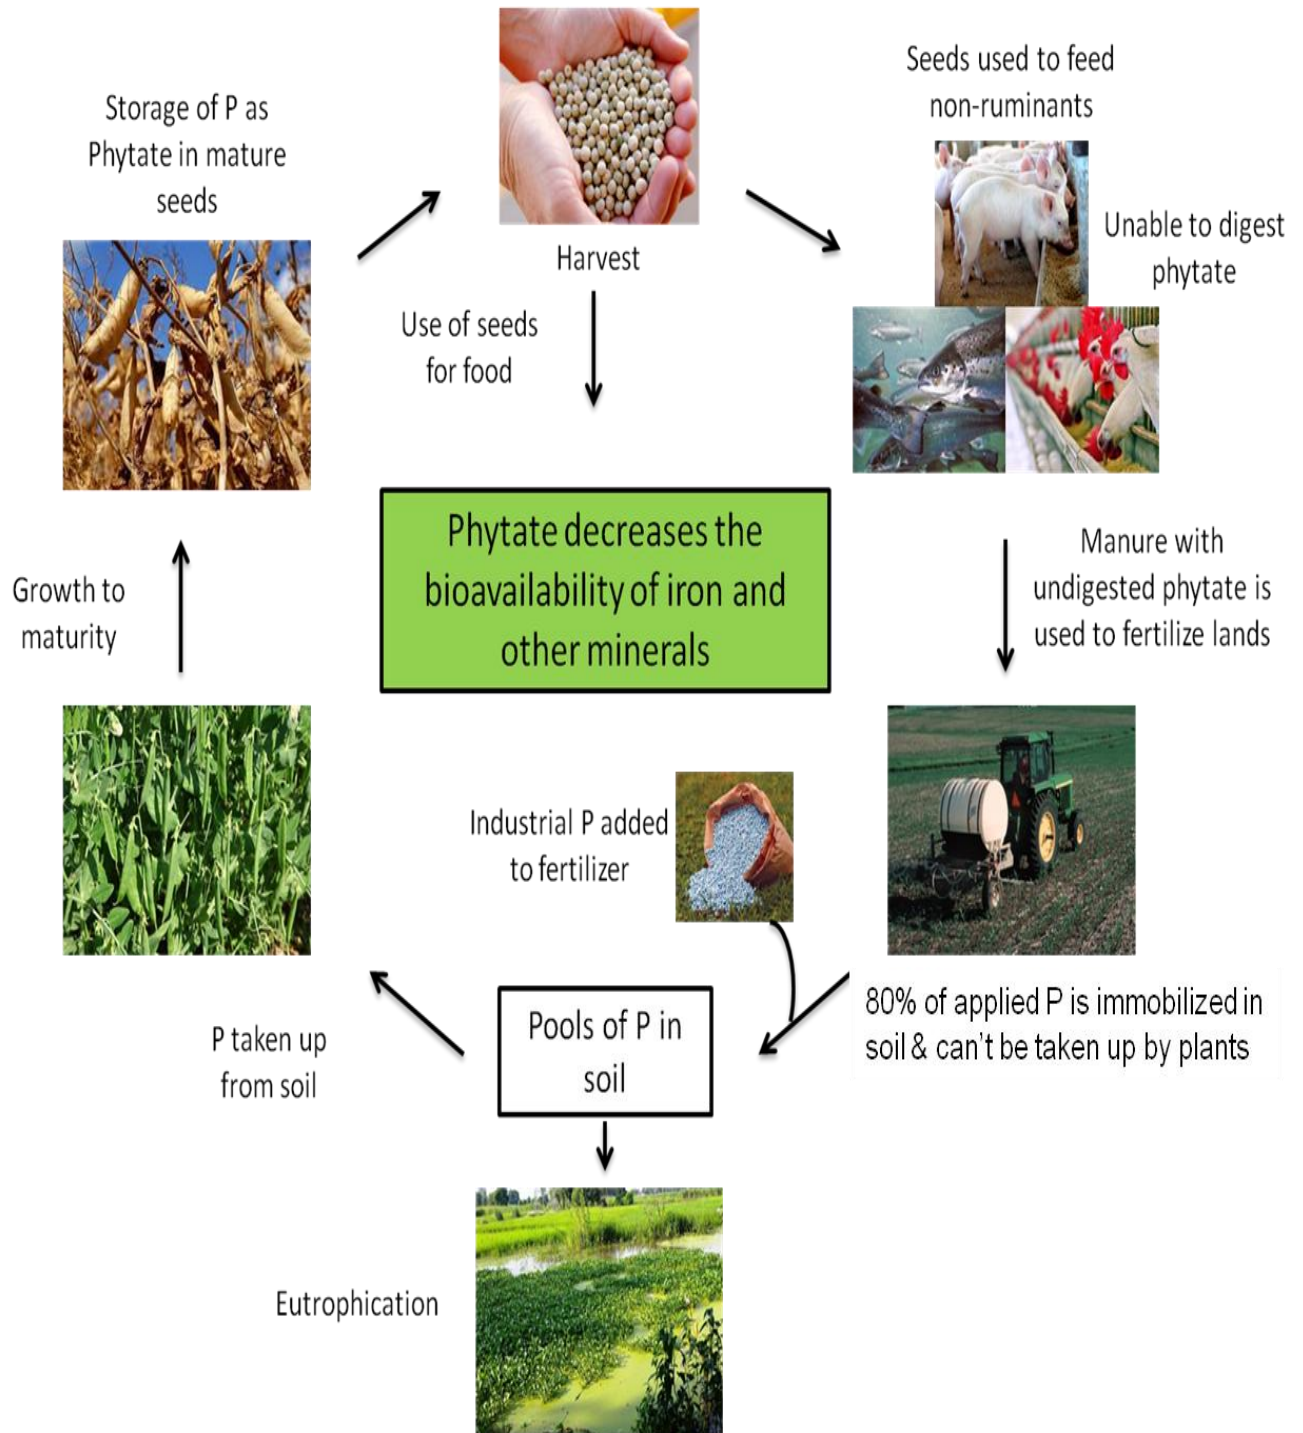 Storage of P as
Phytate in mature
seeds
Harvest
Use of seeds
for food
Seeds used to feed
non-ruminants
Unable to digest
phytate
Phytate decreases the
bioavailability of iron and
other minerals
Manure with
undigested phytate is
used to fertilize lands
Growth to
maturity
Industrial P added
to fertilizer
80% of applied P is immobilized in
soil & can't be taken up by plants
Pools of P in
soil
P taken up
from soil
Eutrophication